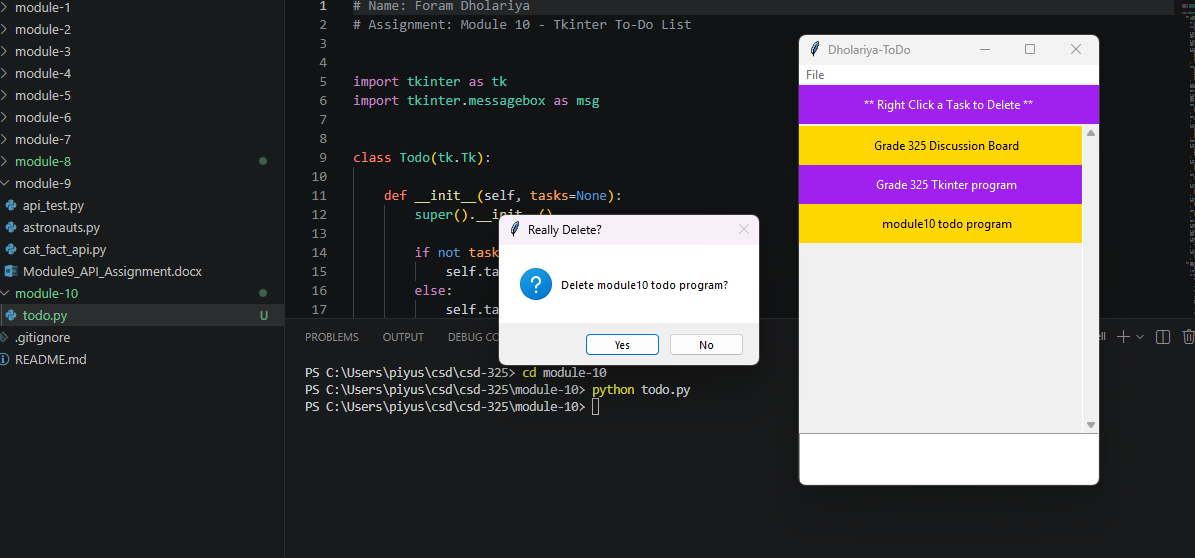 module-1
module-2
module-3
module-4
module-5
module-6
module-7
module-8
module-9
api_test.py
astronauts.py
cat_fact_api.py
Module9_API_Assignment.docx
module-10
todo.py U
.gitignore
README.md
1 # Name: Foram Dholariya
2 # Assignment: Module 10 - Tkinter To-Do List
3
4
5 import tkinter as tk
6 import tkinter.messagebox as msg
7
8
9 class Todo(tk.Tk):
10
11 def __init__(self, tasks=None):
12 super().__init__()
13
14 if not task
15 self.ta
16 else:
17 self.ta
PROBLEMS OUTPUT DEBUG CO
PS C:\Users\piyus\csd\csd-325> cd module-10
PS C:\Users\piyus\csd\csd-325\module-10> python todo.py
PS C:\Users\piyus\csd\csd-325\module-10>
Really Delete?
Delete module10 todo program?
Yes No
Dholariya-ToDo
File
** Right Click a Task to Delete **
Grade 325 Discussion Board
Grade 325 Tkinter program
module10 todo program